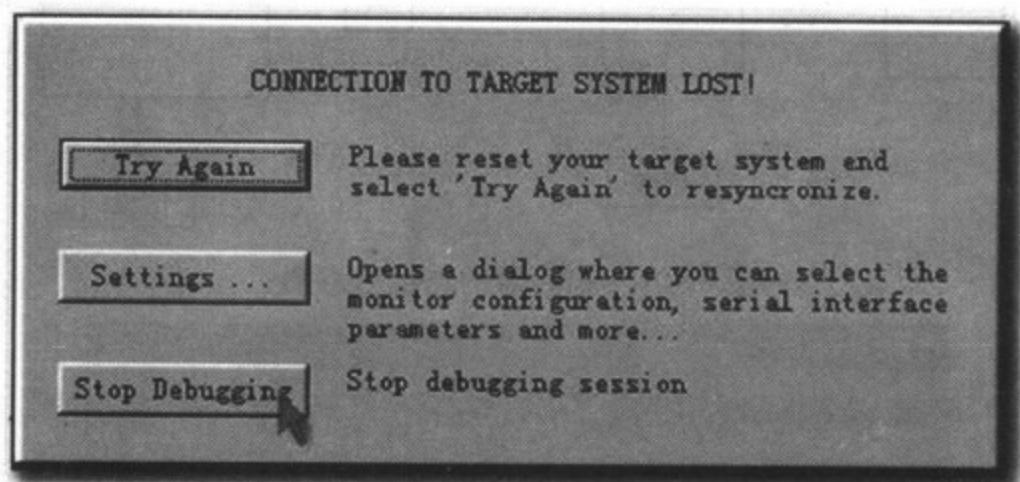 CONNECTION TO TARGET SYSTEM LOST!
Try Again
Please reset your target system end
select 'Try Again' to resyncronize.
Settings ...
Opens a dialog where you can select the
monitor configuration, serial interface
parameters and more...
Stop Debugging
Stop debugging session